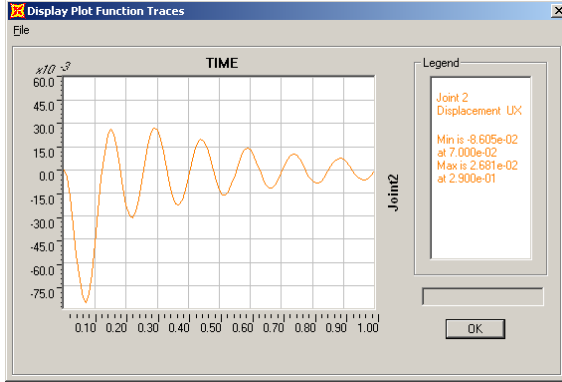 Display Plot Function Traces
File
TIME
x10 -3
60.0
45.0
30.0
15.0
0.0
-15.0
-30.0
-45.0
-60.0
-75.0
0.10 0.20 0.30 0.40 0.50 0.60 0.70 0.80 0.90 1.00
Joint2
Legend
Joint 2
Displacement UX
Min is -8.605e-02
at 7.000e-02
Max is 2.681e-02
at 2.900e-01
OK